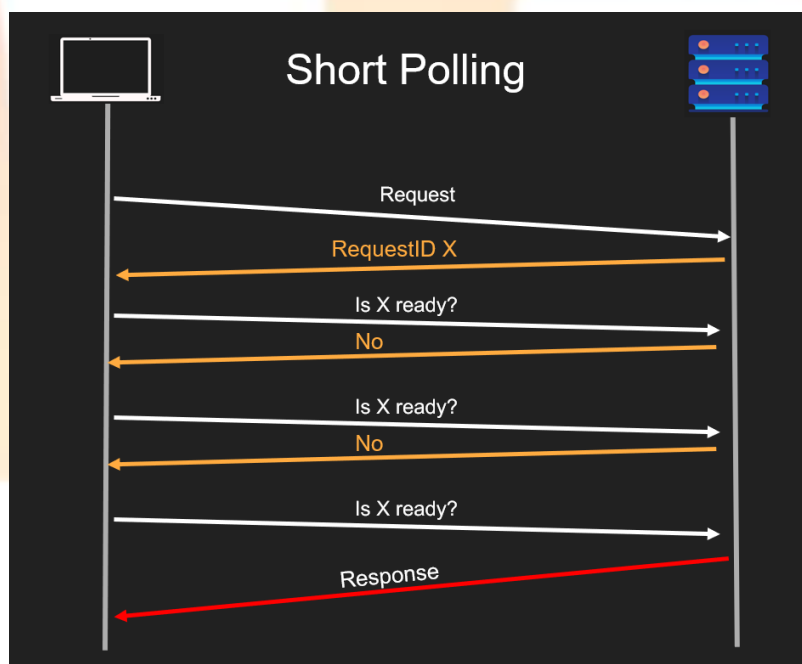 Short Polling
Request
RequestID X
Is X ready?
No
Is X ready?
No
Is X ready?
Response